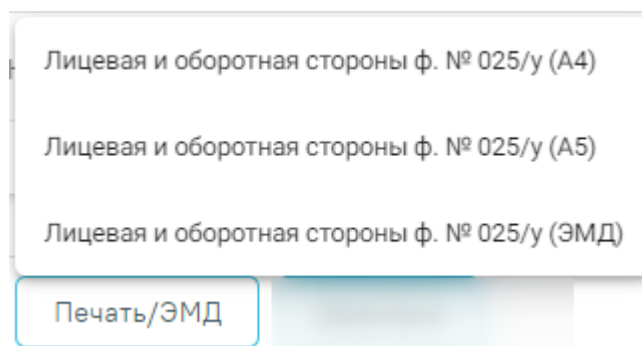 Лицевая и оборотная стороны ф. № 025/у (А4)
Лицевая и оборотная стороны ф. № 025/у (А5)
Лицевая и оборотная стороны ф. № 025/у (ЭМД)
Печать/ЭМД